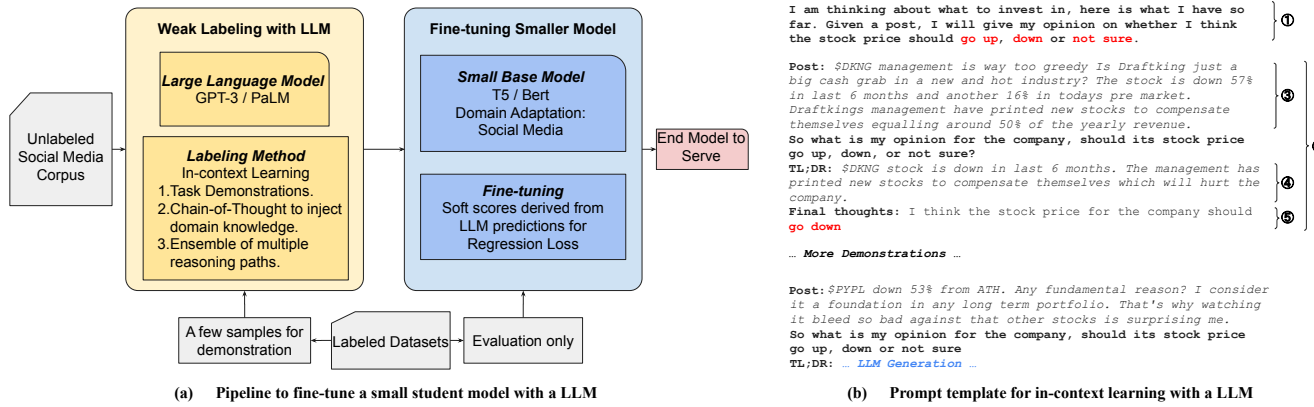 Weak Labeling with LLM
Large Language Model
GPT-3 / PaLM
Labeling Method
In-context Learning
1.Task Demonstrations.
2.Chain-of-Thought to inject
domain knowledge.
3.Ensemble of multiple
reasoning paths.
Unlabeled
Social Media
Corpus
Fine-tuning Smaller Model
Small Base Model
T5 / Bert
Domain Adaptation:
Social Media
Fine-tuning
Soft scores derived from
LLM predictions for
Regression Loss
End Model to
Serve
A few samples for
demonstration
Labeled Datasets
Evaluation only
(a) Pipeline to fine-tune a small student model with a LLM
I am thinking about what to invest in, here is what I have so
far. Given a post, I will give my opinion on whether I think
the stock price should go up, down or not sure.
①
Post: $DKNG management is way too greedy Is Draftking just a
big cash grab in a new and hot industry? The stock is down 57%
in last 6 months and another 16% in todays pre market.
Draftkings management have printed new stocks to compensate
themselves equalling around 50% of the yearly revenue.
③
So what is my opinion for the company, should its stock price
go up, down, or not sure?
TL;DR: $DKNG stock is down in last 6 months. The management has
printed new stocks to compensate themselves which will hurt the
company.
④
Final thoughts: I think the stock price for the company should
go down
⑤
… More Demonstrations …
Post: $PYPL down 53% from ATH. Any fundamental reason? I consider
it a foundation in any long term portfolio. That's why watching
it bleed so bad against that other stocks is surprising me.
So what is my opinion for the company, should its stock price
go up, down or not sure
TL;DR: … LLM Generation …
(b) Prompt template for in-context learning with a LLM